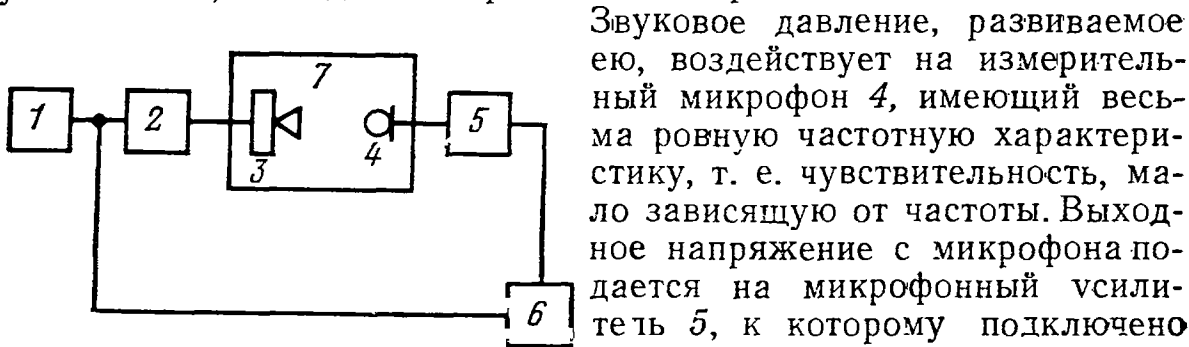 Звуковое давление, развиваемое
ею, воздействует на измеритель-
ный микрофон 4, имеющий весь-
ма ровную частотную характери-
стику, т. е. чувствительность, ма-
ло зависящую от частоты. Выход-
ное напряжение с микрофона по-
дается на микрофонный усили-
тель 5, к которому подключено
1
2
7
3
4
5
6